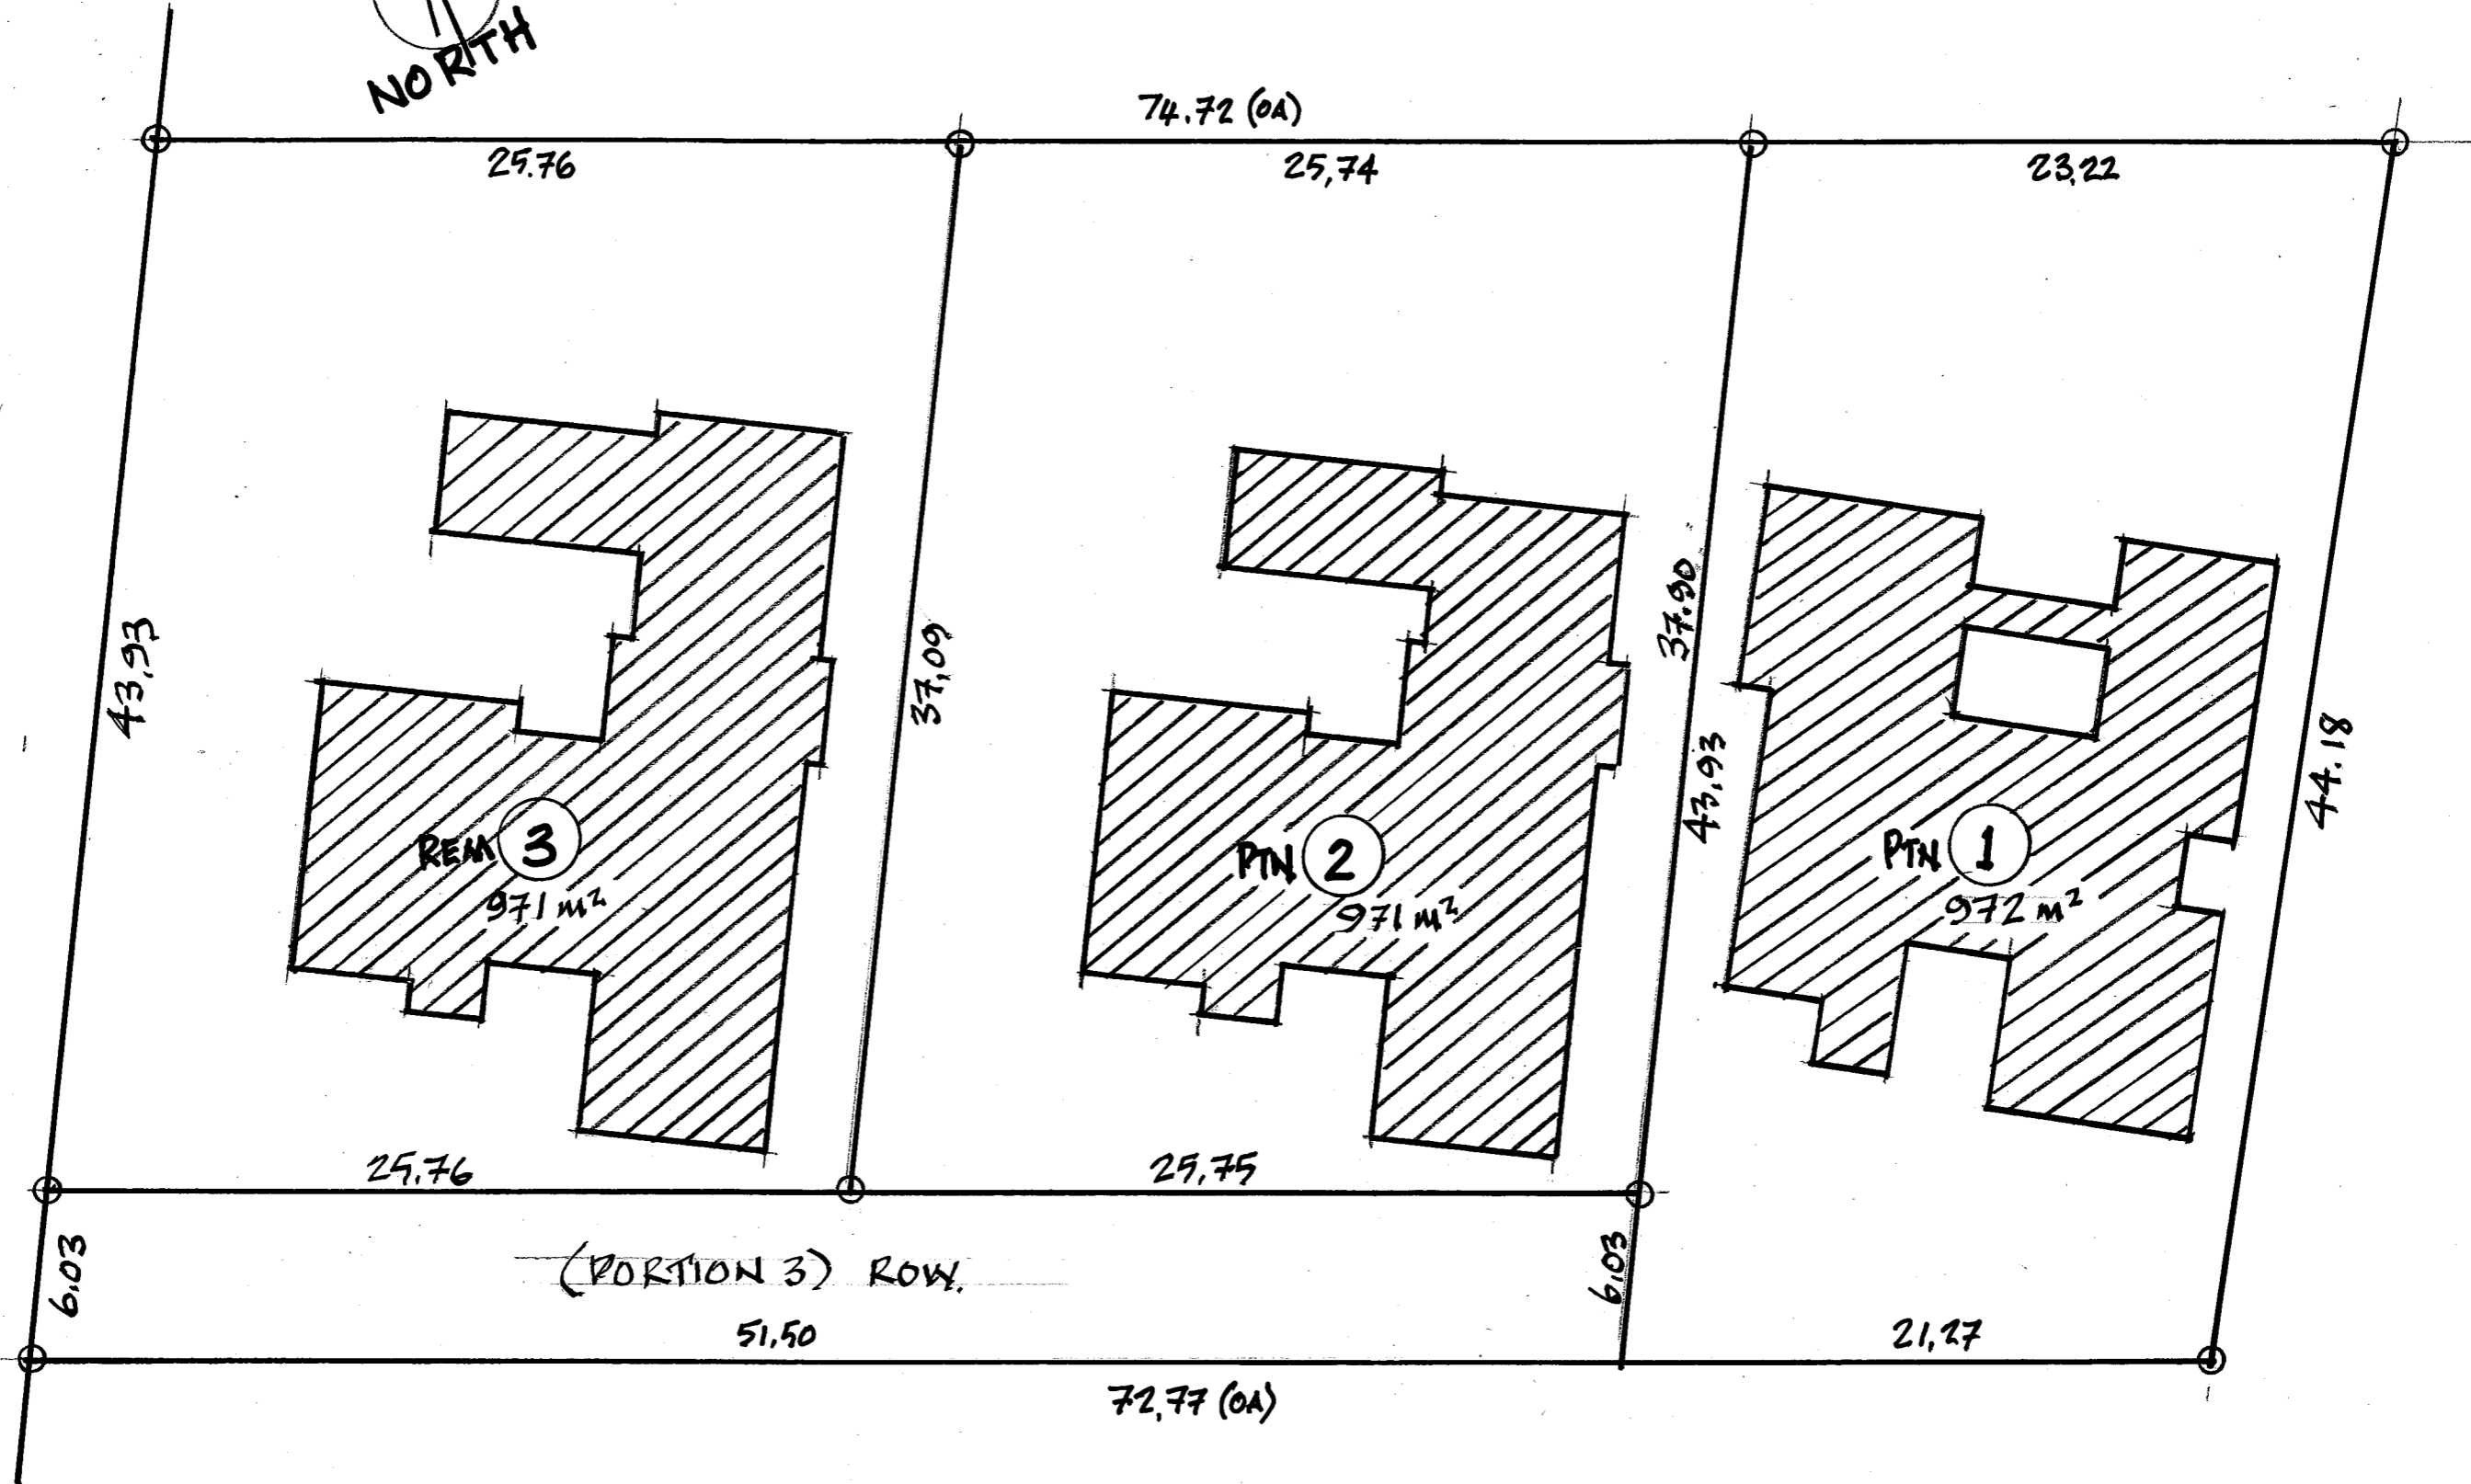 NORTH
74.72 (OA)
25.76
25,74
23,22
43,93
37,09
37.90
43,93
44.18
REM 3
971 m²
PTN 2
971 m²
PTN 1
972 m²
25,76
25,75
6,03
(PORTION 3) ROW.
6,03
51,50
21,27
72,77 (OA)